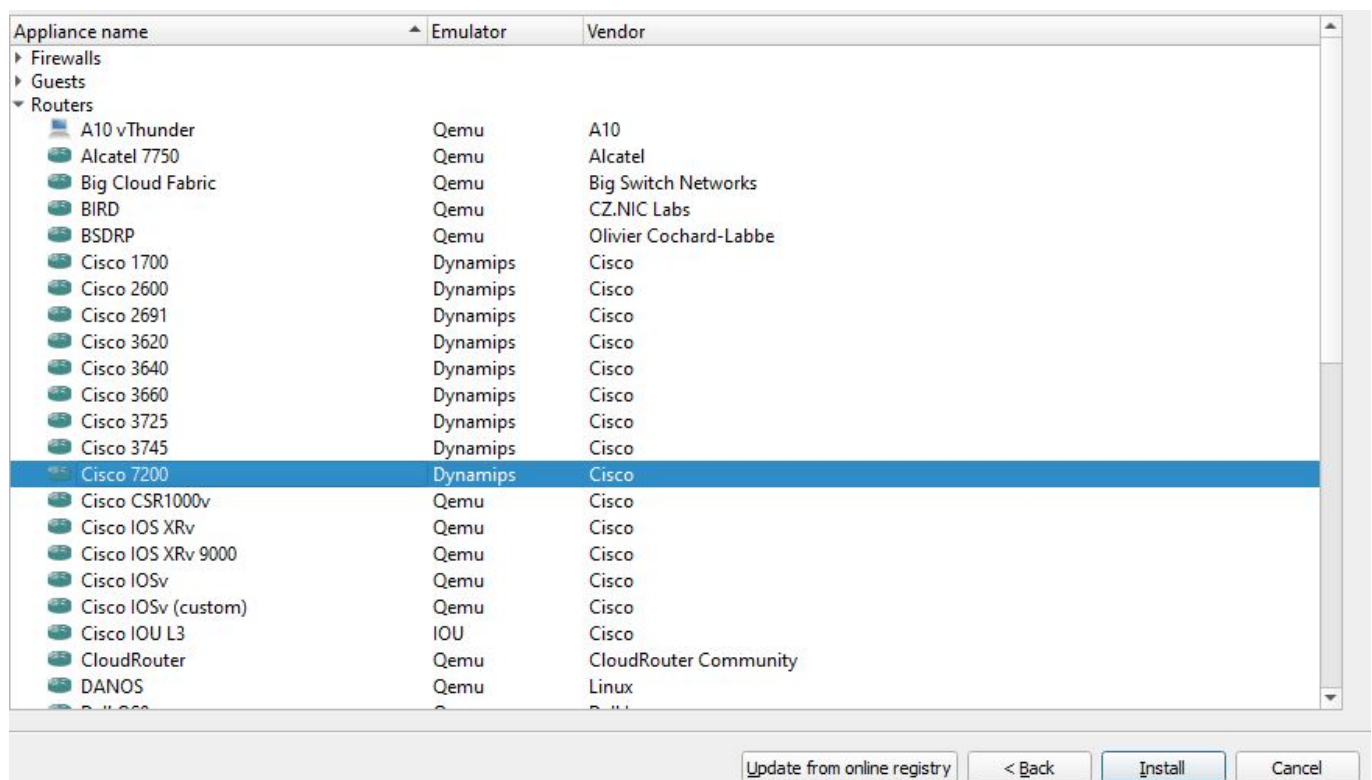 Appliance name Emulator Vendor
Firewalls
Guests
Routers
A10 vThunder Qemu A10
Alcatel 7750 Qemu Alcatel
Big Cloud Fabric Qemu Big Switch Networks
BIRD Qemu CZ.NIC Labs
BSDRP Qemu Olivier Cochard-Labbe
Cisco 1700 Dynamips Cisco
Cisco 2600 Dynamips Cisco
Cisco 2691 Dynamips Cisco
Cisco 3620 Dynamips Cisco
Cisco 3640 Dynamips Cisco
Cisco 3660 Dynamips Cisco
Cisco 3725 Dynamips Cisco
Cisco 3745 Dynamips Cisco
Cisco 7200 Dynamips Cisco
Cisco CSR1000v Qemu Cisco
Cisco IOS XRv Qemu Cisco
Cisco IOS XRv 9000 Qemu Cisco
Cisco IOSv Qemu Cisco
Cisco IOSv (custom) Qemu Cisco
Cisco IOU L3 IOU Cisco
CloudRouter Qemu CloudRouter Community
DANOS Qemu Linux
Update from online registry < Back Install Cancel